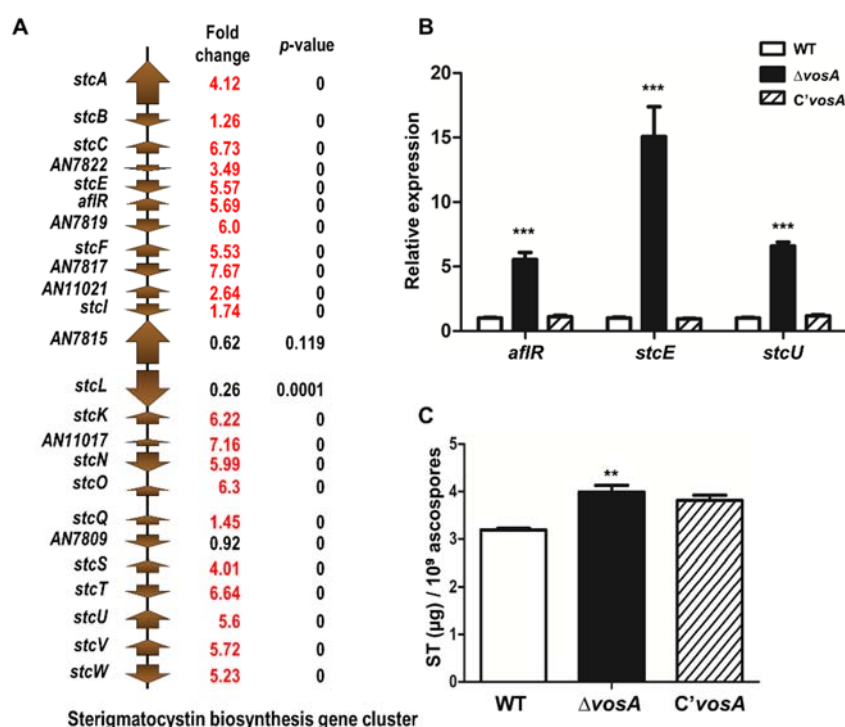 A
Fold change
p-value
stcA 4.12 0
stcB 1.26 0
stcC 6.73 0
AN7822 3.49 0
stcE 5.57 0
aflR 5.69 0
AN7819 6.0 0
stcF 5.53 0
AN7817 7.67 0
AN11021 2.64 0
stcI 1.74 0
AN7815 0.62 0.119
stcL 0.26 0.0001
stcK 6.22 0
AN11017 7.16 0
stcN 5.99 0
stcO 6.3 0
stcQ 1.45 0
AN7809 0.92 0
stcS 4.01 0
stcT 6.64 0
stcU 5.6 0
stcV 5.72 0
stcW 5.23 0
Sterigmatocystin biosynthesis gene cluster
B
WT
ΔvosA
C'vosA
Relative expression
20
15
10
5
0
***
***
***
aflR stcE stcU
C
ST (µg) / 10⁹ ascospores
5
4
3
2
1
0
**
WT ΔvosA C'vosA